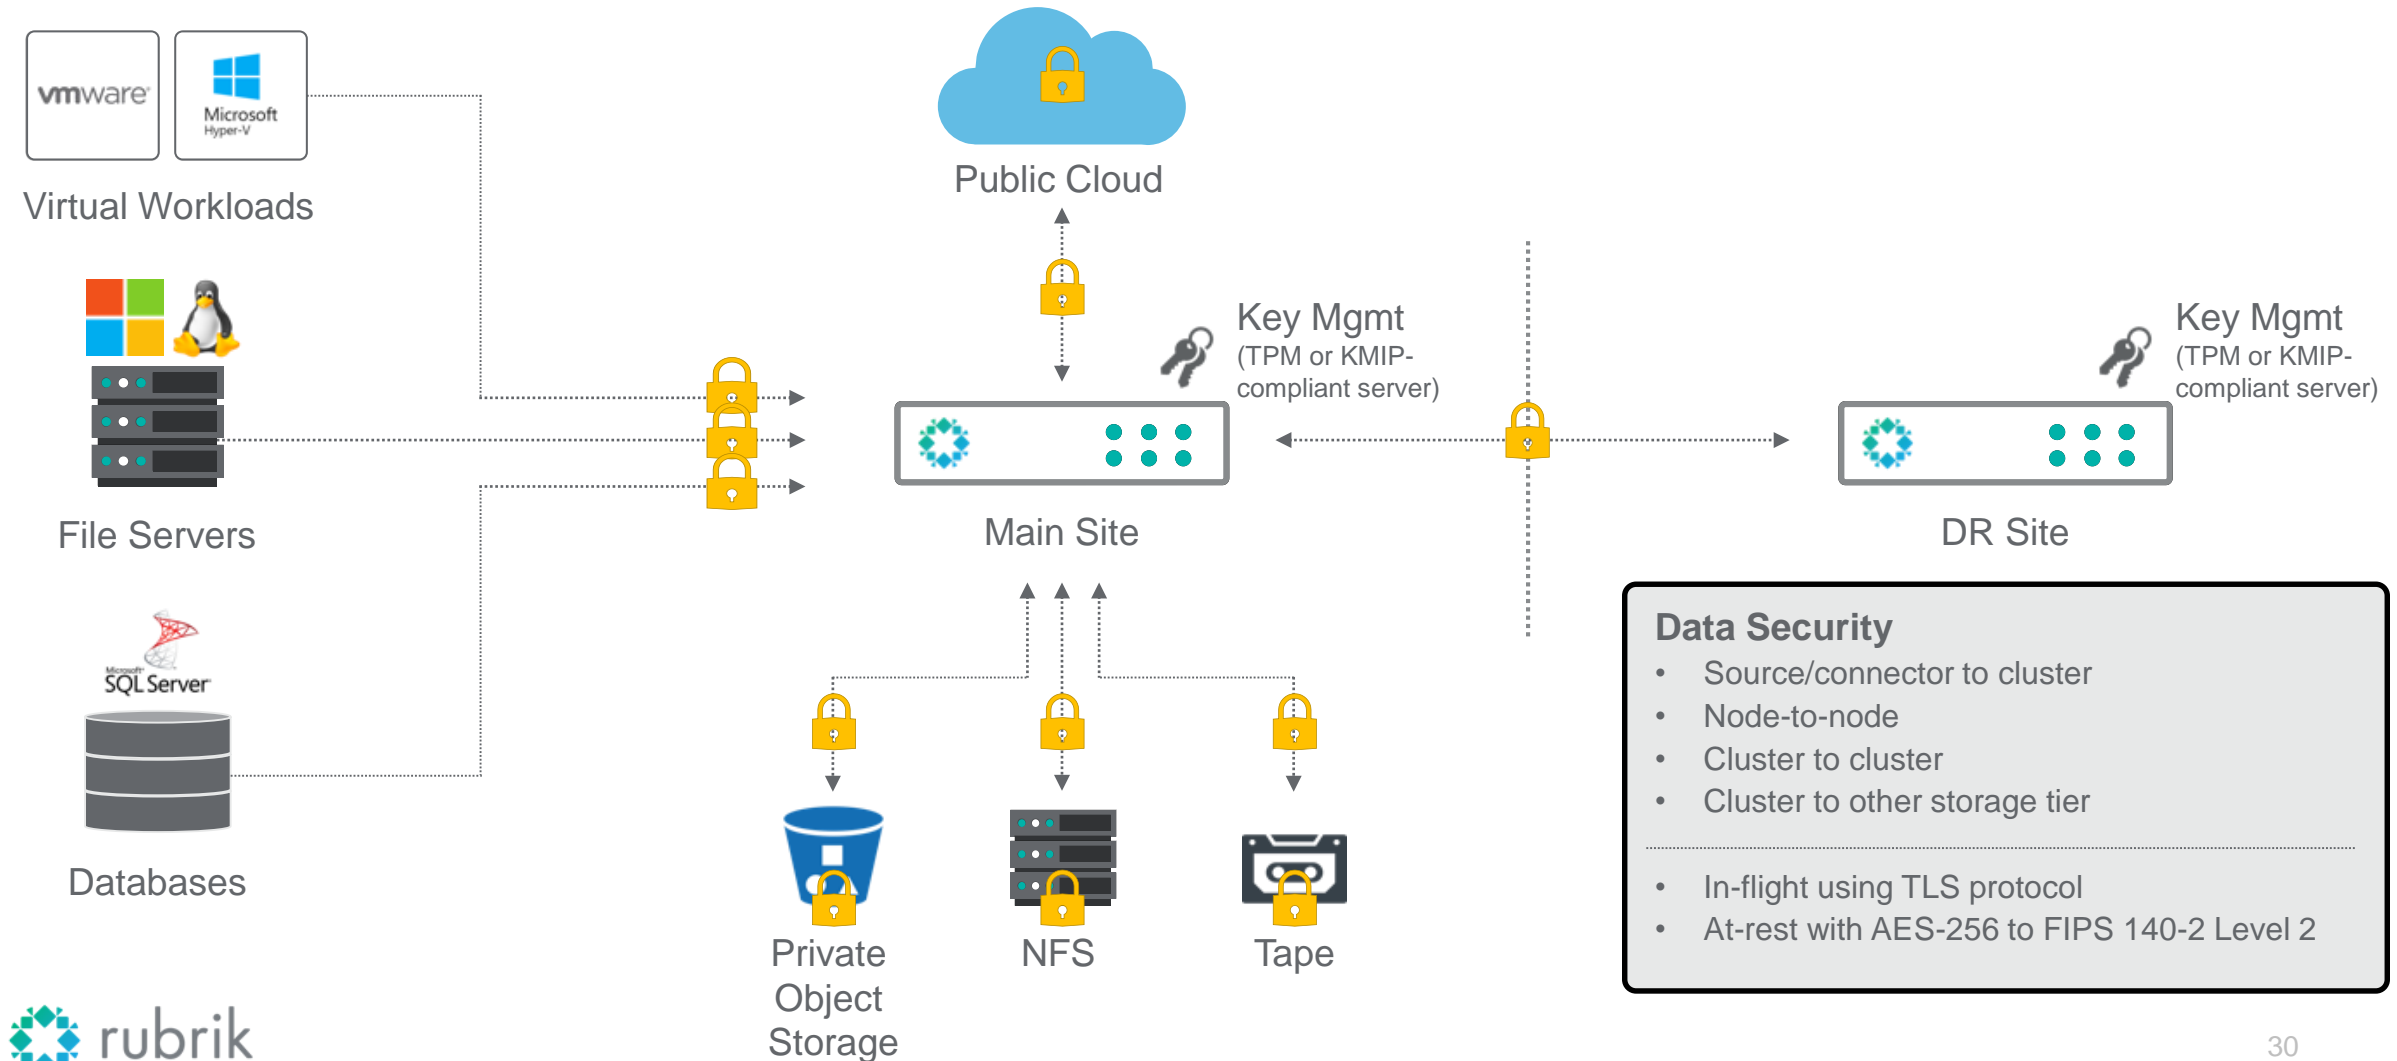 vmware
Microsoft
Hyper-V
Virtual Workloads
File Servers
Microsoft
SQL Server
Databases
Public Cloud
Key Mgmt
(TPM or KMIP-
compliant server)
Main Site
Key Mgmt
(TPM or KMIP-
compliant server)
DR Site
Private
Object
Storage
NFS
Tape
Data Security
• Source/connector to cluster
• Node-to-node
• Cluster to cluster
• Cluster to other storage tier
• In-flight using TLS protocol
• At-rest with AES-256 to FIPS 140-2 Level 2
rubrik
30